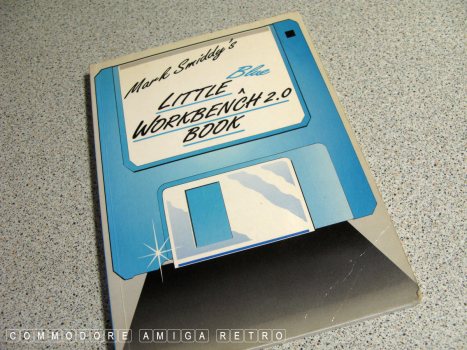 Mark Smiddy's
Blue
LITTLE ^
WORKBENCH 2.0
BOOK
COMMODORE AMIGA RETRO